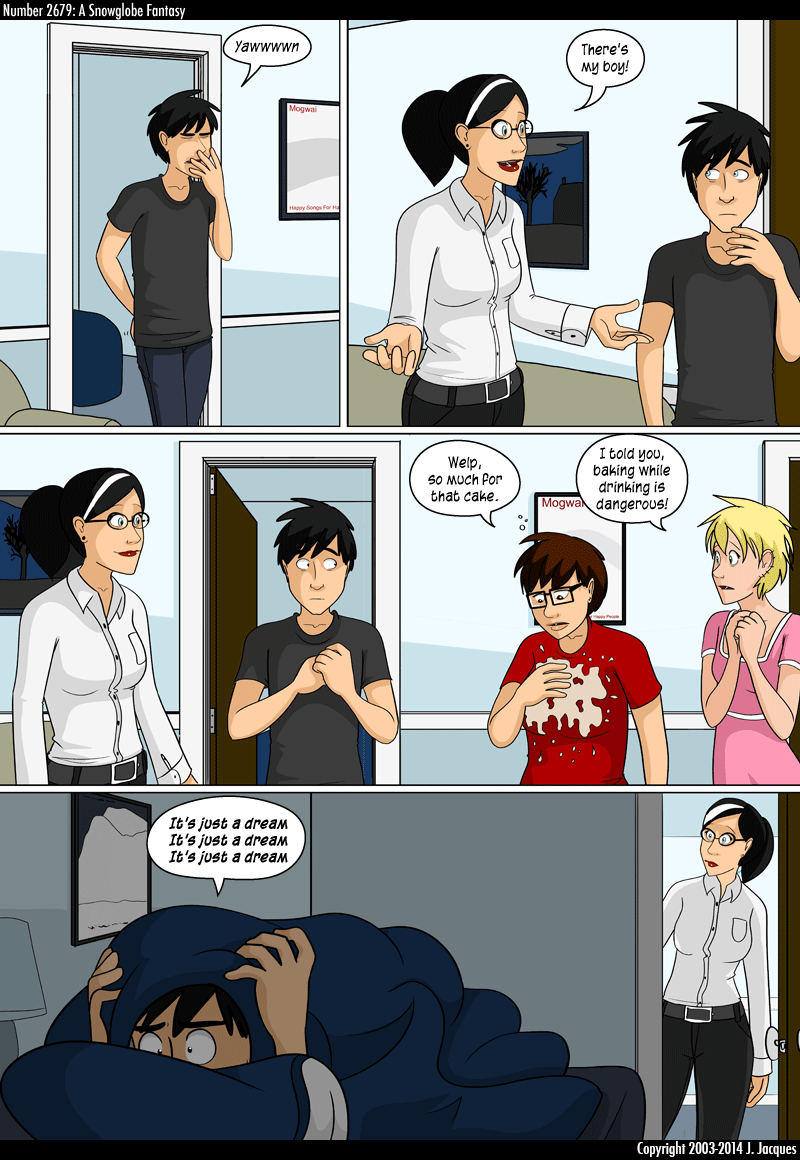 Number 2679: A Snowglobe Fantasy
Yawwwwn
Mogwai
Happy Songs For Ha
There's
my boy!
Welp,
so much for
that cake.
I told you,
baking while
drinking is
dangerous!
Mogwai
Happy People
It's just a dream
It's just a dream
It's just a dream
Copyright 2003-2014 J. Jacques